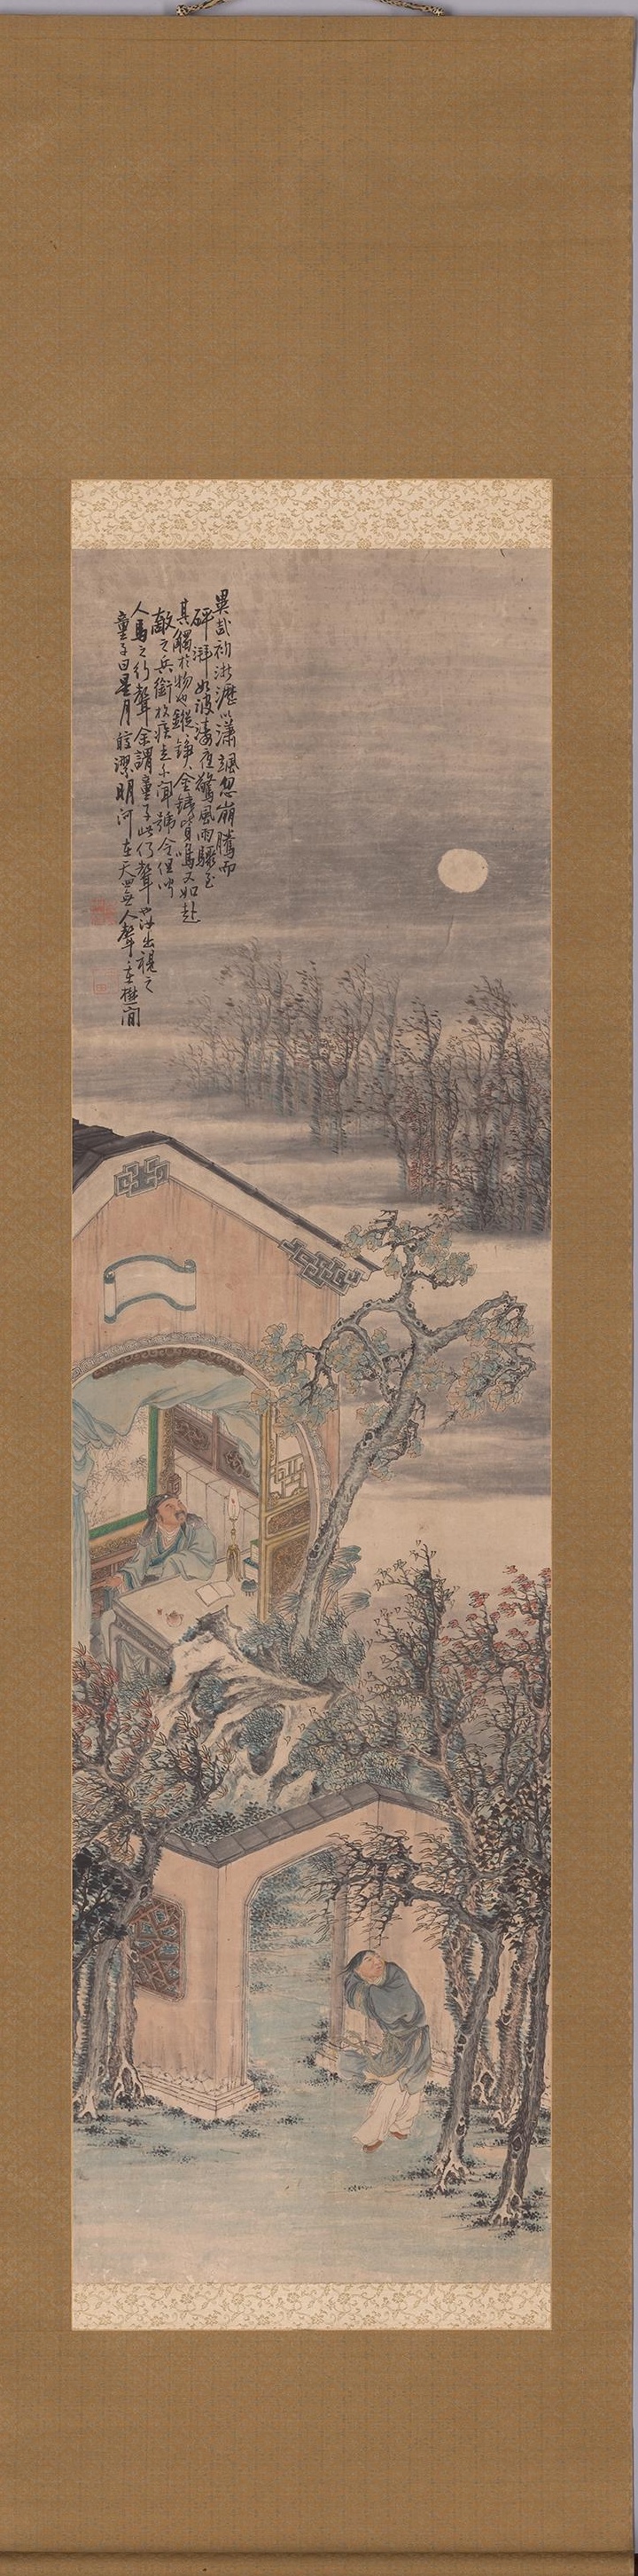 異哉初淅瀝以瀟颯忽崩騰而
砰湃如波濤夜驚風雨驟至
其觸於物也鏦〻錚〻金鐵皆鳴又如赴
敵之兵銜枚疾走不聞號令但聞
人馬之行聲余謂童子此何聲也汝出視之
童子曰星月皎潔明河在天四無人聲〻在樹間